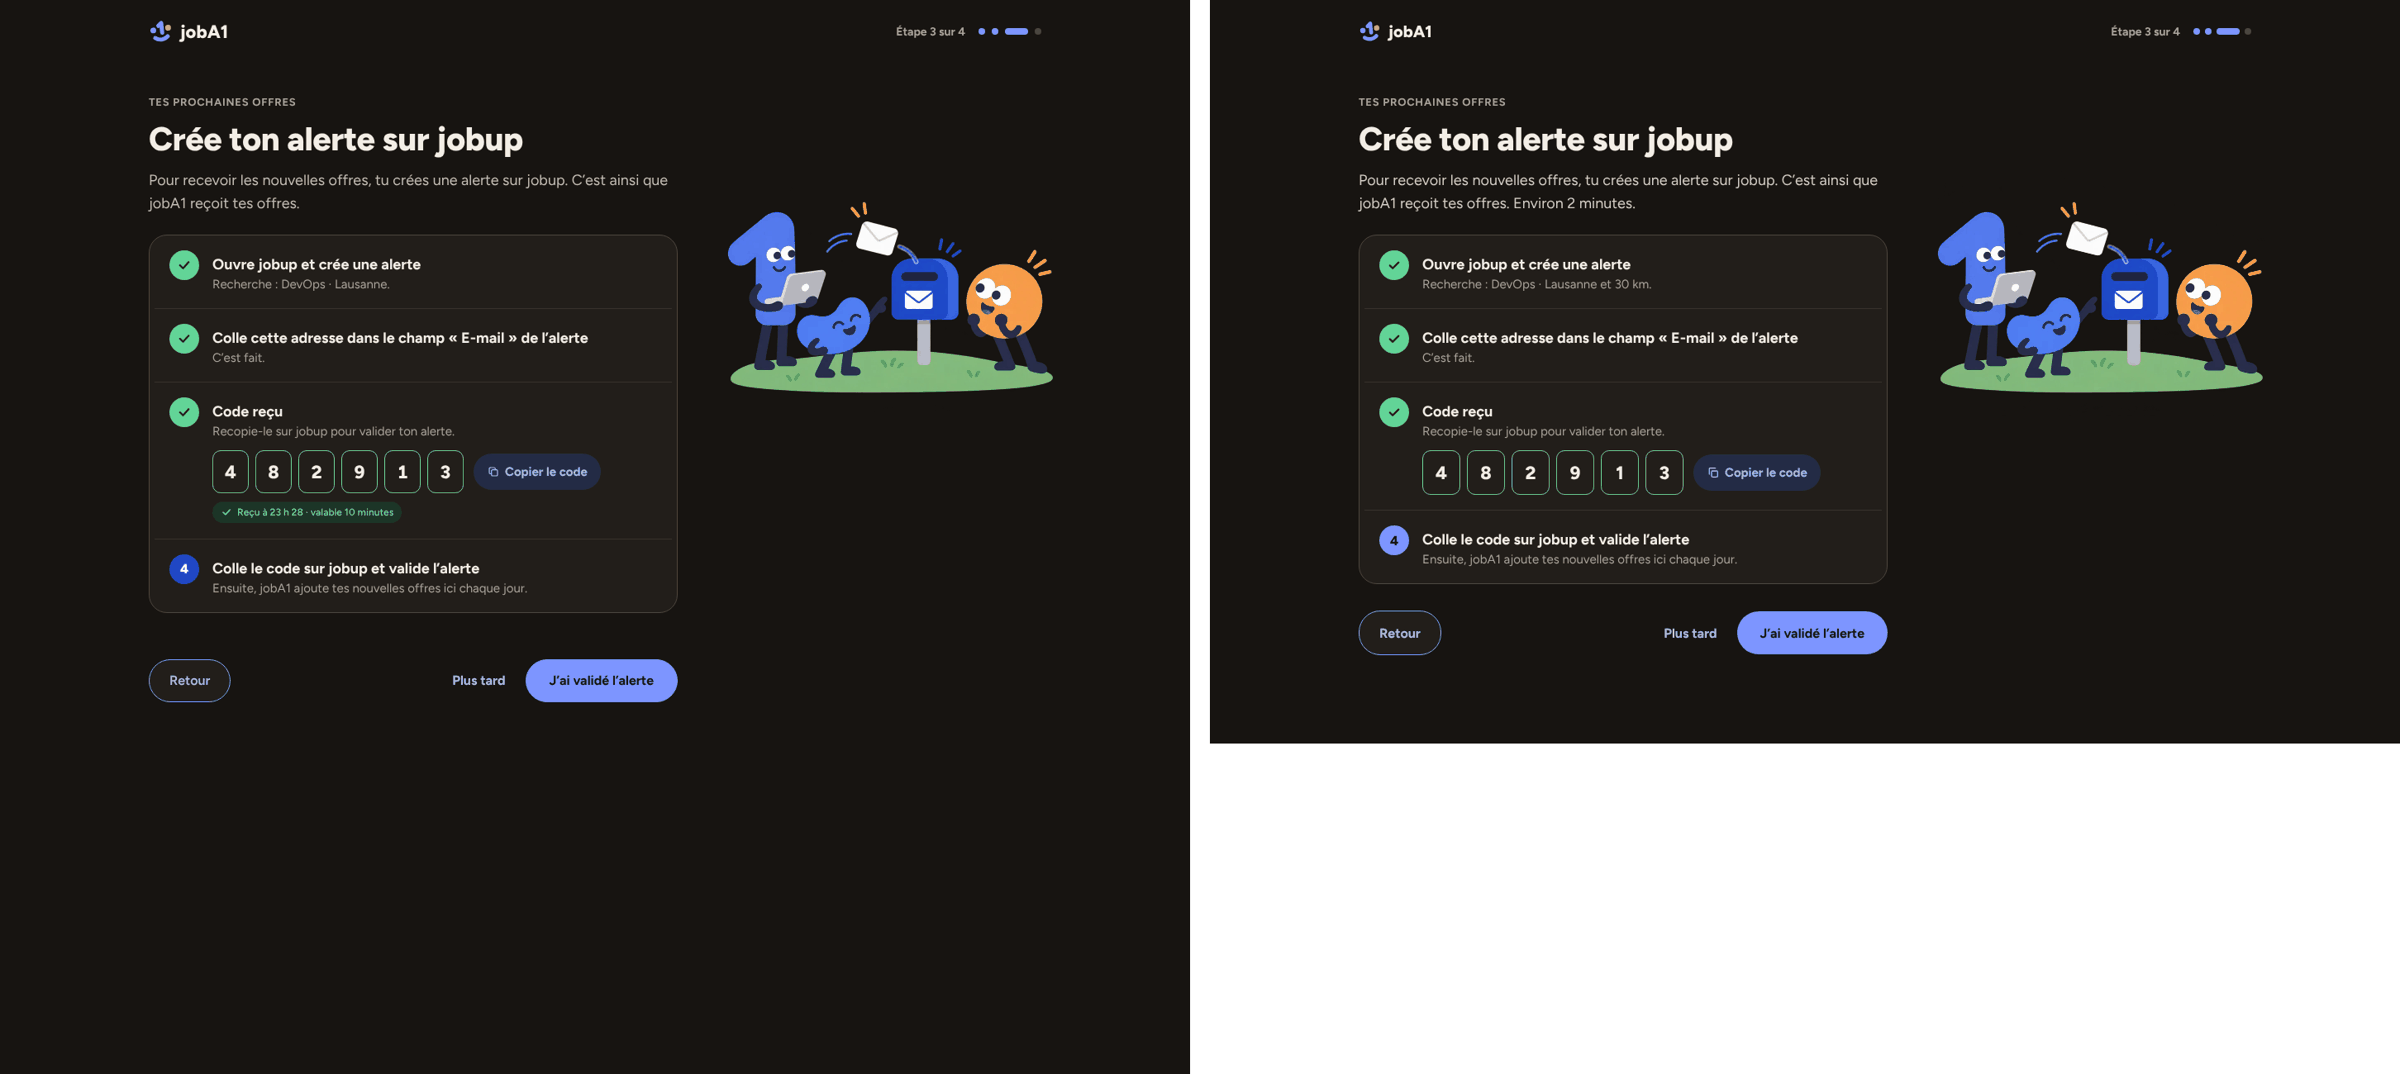 jobA1
Étape 3 sur 4
TES PROCHAINES OFFRES
Crée ton alerte sur jobup
Pour recevoir les nouvelles offres, tu crées une alerte sur jobup. C’est ainsi que
jobA1 reçoit tes offres.
Ouvre jobup et crée une alerte
Recherche : DevOps · Lausanne.
Colle cette adresse dans le champ « E-mail » de l’alerte
C’est fait.
Code reçu
Recopie-le sur jobup pour valider ton alerte.
4 8 2 9 1 3 Copier le code
Reçu à 23 h 28 · valable 10 minutes
4 Colle le code sur jobup et valide l’alerte
Ensuite, jobA1 ajoute tes nouvelles offres ici chaque jour.
Retour Plus tard J’ai validé l’alerte
jobA1
Étape 3 sur 4
TES PROCHAINES OFFRES
Crée ton alerte sur jobup
Pour recevoir les nouvelles offres, tu crées une alerte sur jobup. C’est ainsi que
jobA1 reçoit tes offres. Environ 2 minutes.
Ouvre jobup et crée une alerte
Recherche : DevOps · Lausanne et 30 km.
Colle cette adresse dans le champ « E-mail » de l’alerte
C’est fait.
Code reçu
Recopie-le sur jobup pour valider ton alerte.
4 8 2 9 1 3 Copier le code
4 Colle le code sur jobup et valide l’alerte
Ensuite, jobA1 ajoute tes nouvelles offres ici chaque jour.
Retour Plus tard J’ai validé l’alerte